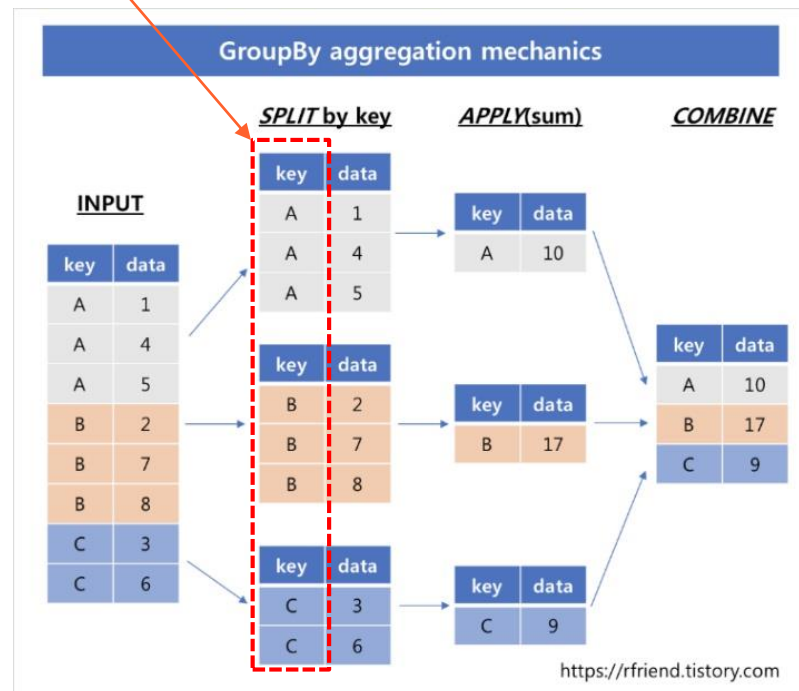 GroupBy aggregation mechanics
SPLIT by key
APPLY(sum)
COMBINE
INPUT
key data
A 1
A 4
A 5
B 2
B 7
B 8
C 3
C 6
key data
A 1
A 4
A 5
key data
B 2
B 7
B 8
key data
C 3
C 6
key data
A 10
key data
B 17
key data
C 9
key data
A 10
B 17
C 9
https://rfriend.tistory.com